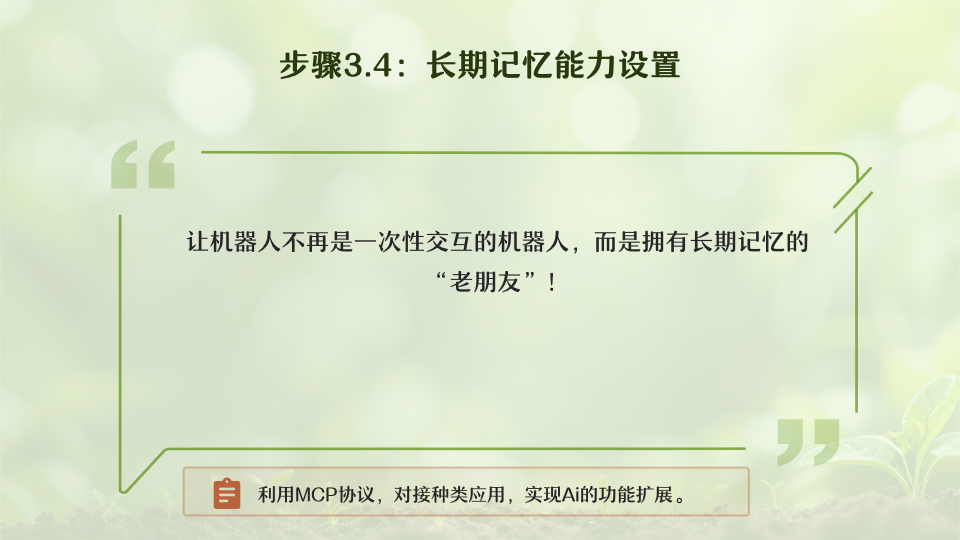 步骤3.4：长期记忆能力设置
让机器人不再是一次性交互的机器人，而是拥有长期记忆的
“老朋友”！
利用MCP协议，对接种类应用，实现Ai的功能扩展。